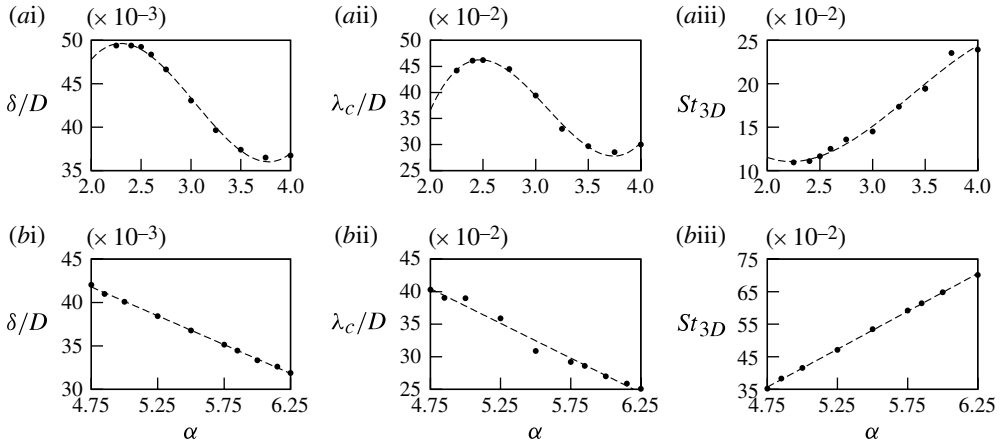 (ai) (× 10–3) (aii) (× 10–2) (aiii) (× 10–2)
50 50 25
45 45
δ/D λc/D 40 St3D 20
40 35 15
30
35 25 10
2.0 2.5 3.0 3.5 4.0 2.0 2.5 3.0 3.5 4.0 2.0 2.5 3.0 3.5 4.0
(bi) (× 10–3) (bii) (× 10–2) (biii) (× 10–2)
45 45 75
40 40 65
δ/D λc/D 35 St3D 55
35 30 45
30 25 35
4.75 5.25 5.75 6.25 4.75 5.25 5.75 6.25 4.75 5.25 5.75 6.25
α α α